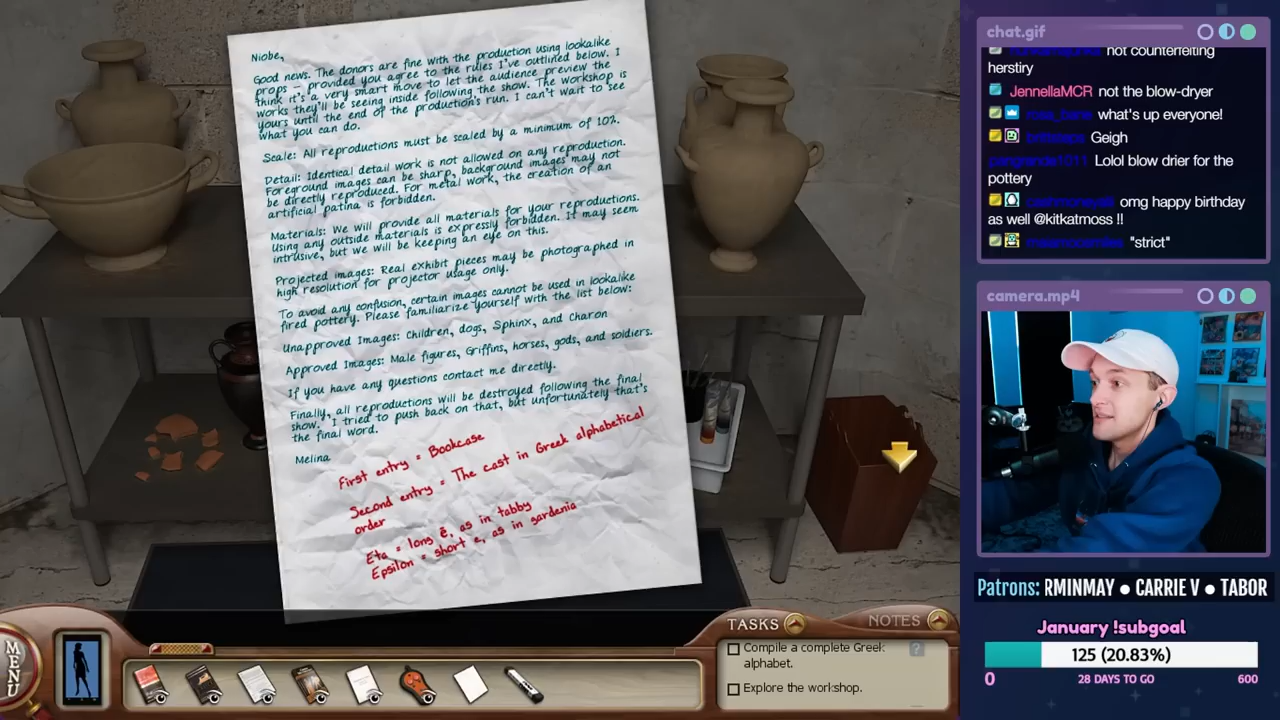 Niobe,
Good news. The donors are fine with the production using lookalike
props - provided you agree to the rules I've outlined below. I
think it's a very smart move to let the audience preview the
works they'll be seeing inside following the show. The workshop is
yours until the end of the production's run. I can't wait to see
what you can do.
Scale: All reproductions must be scaled by a minimum of 10%.
Detail: Identical detail work is not allowed on any reproduction.
Foreground images can be sharp, background images may not
be directly reproduced. For metal work, the creation of an
artificial patina is forbidden.
Materials: We will provide all materials for your reproductions.
Using any outside materials is expressly forbidden. It may seem
intrusive, but we will be keeping an eye on this.
Projected images: Real exhibit pieces may be photographed in
high resolution for projector usage only.
To avoid any confusion, certain images cannot be used in lookalike
fired pottery. Please familiarize yourself with the list below:
Unapproved Images: Children, dogs, Sphinx, and Charon
Approved Images: Male figures, Griffins, horses, gods, and soldiers.
If you have any questions contact me directly.
Finally, all reproductions will be destroyed following the final
show. I tried to push back on that, but unfortunately that's
the final word.
Melina
First entry = Bookcase
Second entry = The cast in Greek alphabetical
order
Eta = long ē, as in tabby
Epsilon = short e, as in gardenia
MENU
TASKS
NOTES
Compile a complete Greek
alphabet.
?
Explore the workshop.
chat.gif
not counterfeiting
herstiry
JennellaMCR not the blow-dryer
what's up everyone!
Geigh
Lolol blow drier for the
pottery
omg happy birthday
as well @kitkatmoss !!
"strict"
camera.mp4
Patrons: RMINMAY ● CARRIE V ● TABOR
January !subgoal
125 (20.83%)
0 28 DAYS TO GO 600